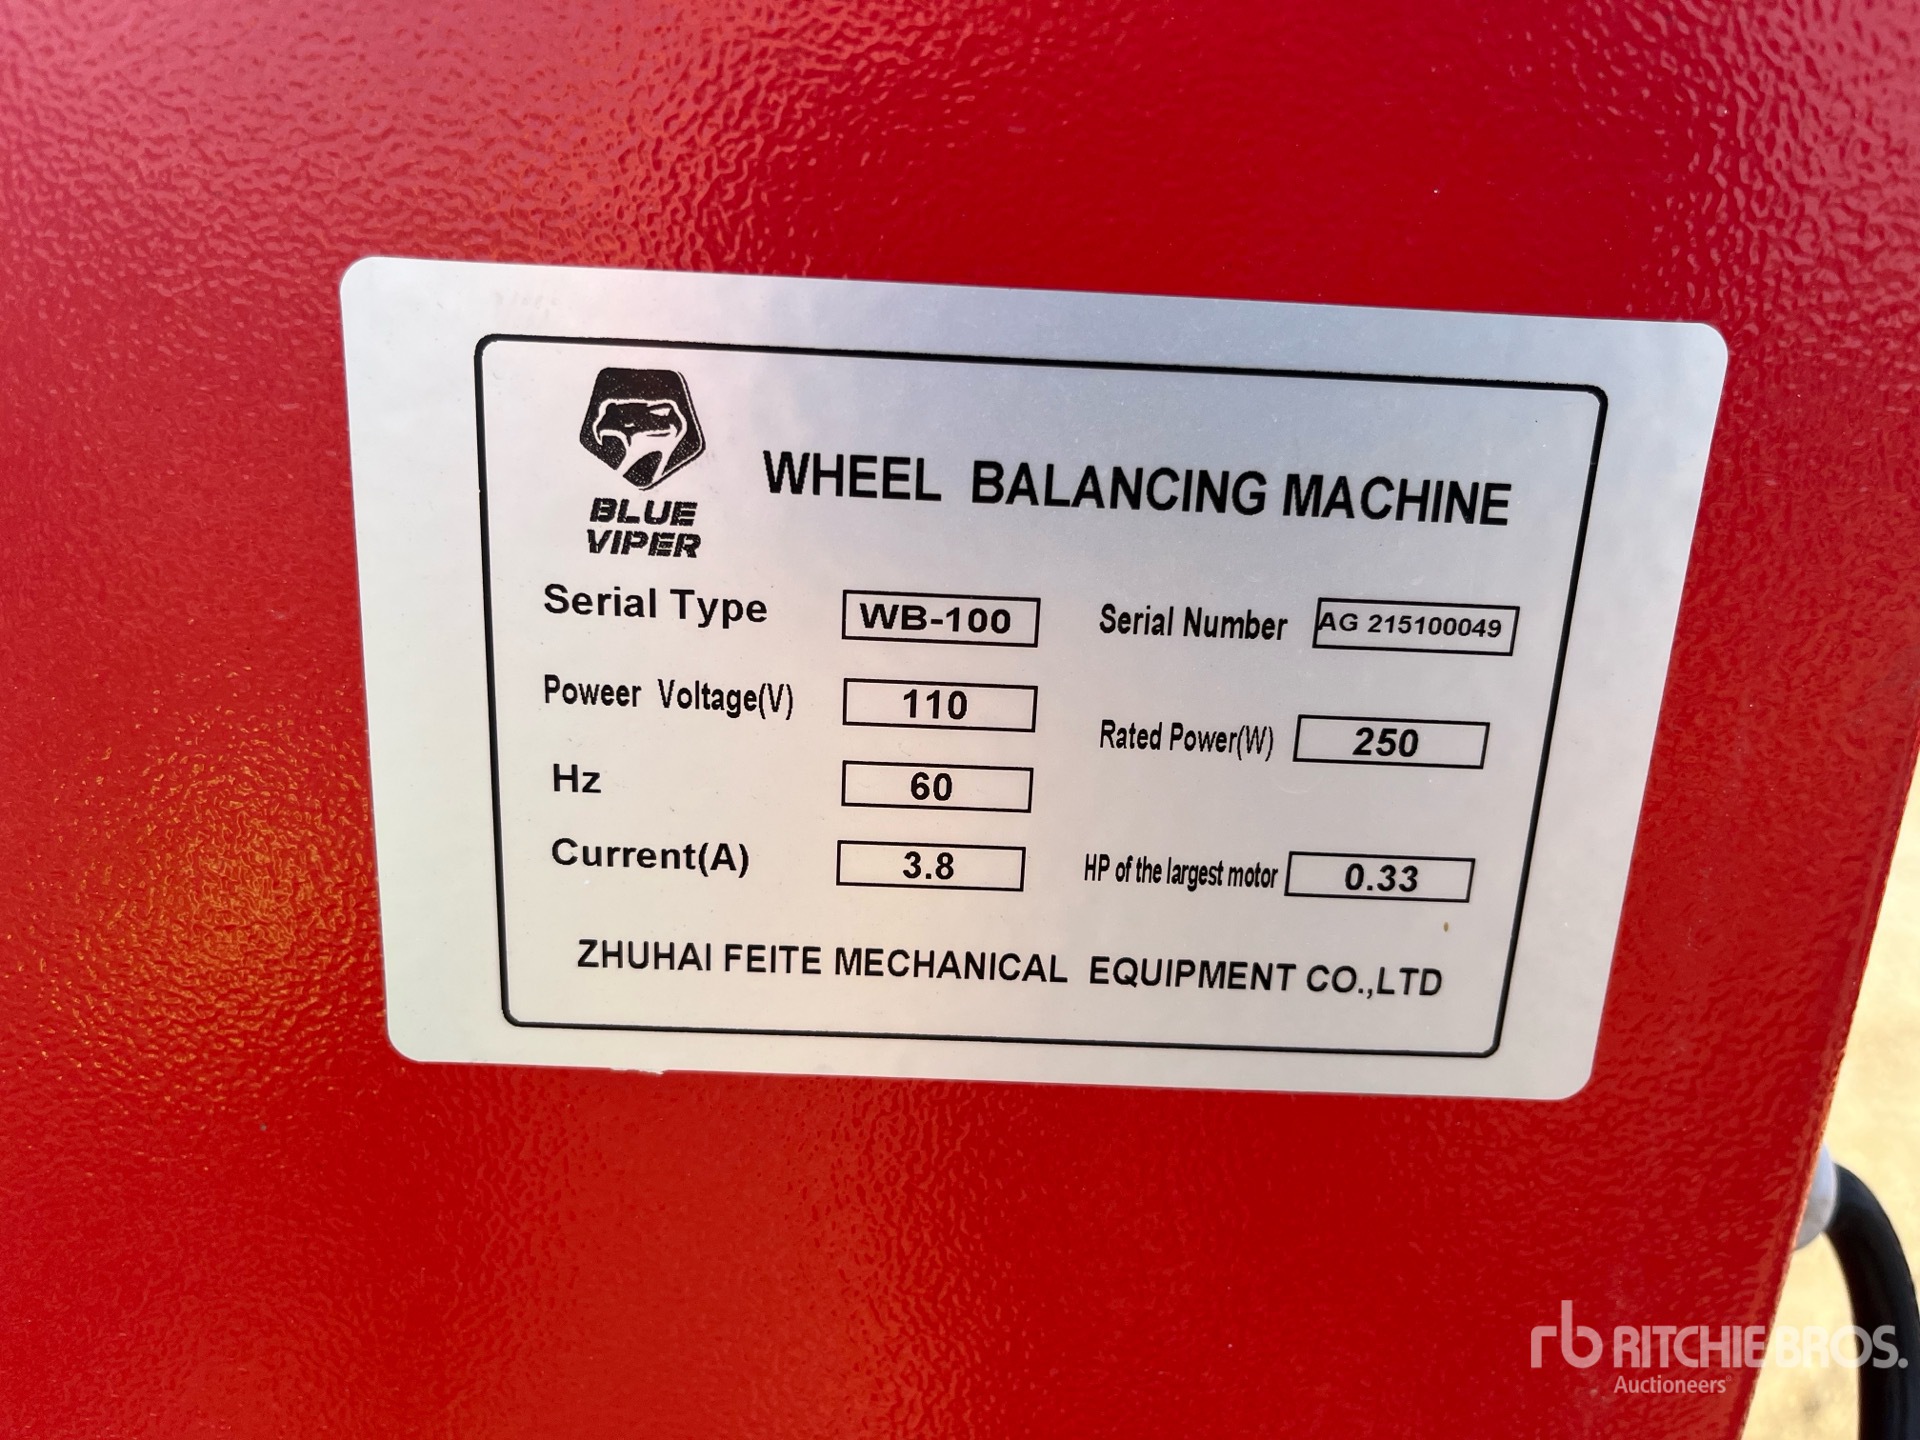 BLUE
VIPER
WHEEL BALANCING MACHINE
Serial Type WB-100 Serial Number AG 215100049
Poweer Voltage(V) 110 Rated Power(W) 250
Hz 60
Current(A) 3.8 HP of the largest motor 0.33
ZHUHAI FEITE MECHANICAL EQUIPMENT CO.,LTD
rb RITCHIE BROS.
Auctioneers